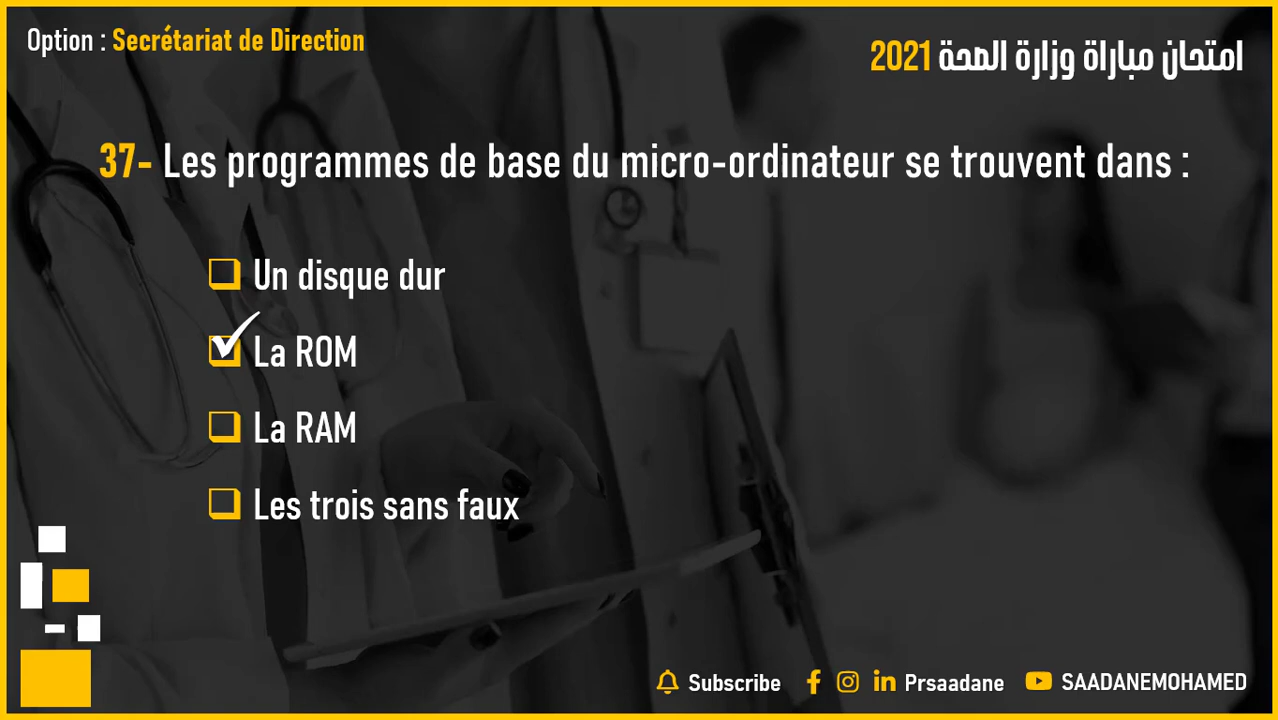 Option : Secrétariat de Direction
امتحان مباراة وزارة الصحة 2021
37- Les programmes de base du micro-ordinateur se trouvent dans :
Un disque dur
La ROM
La RAM
Les trois sans faux
Subscribe Prsaadane SAADANEMOHAMED